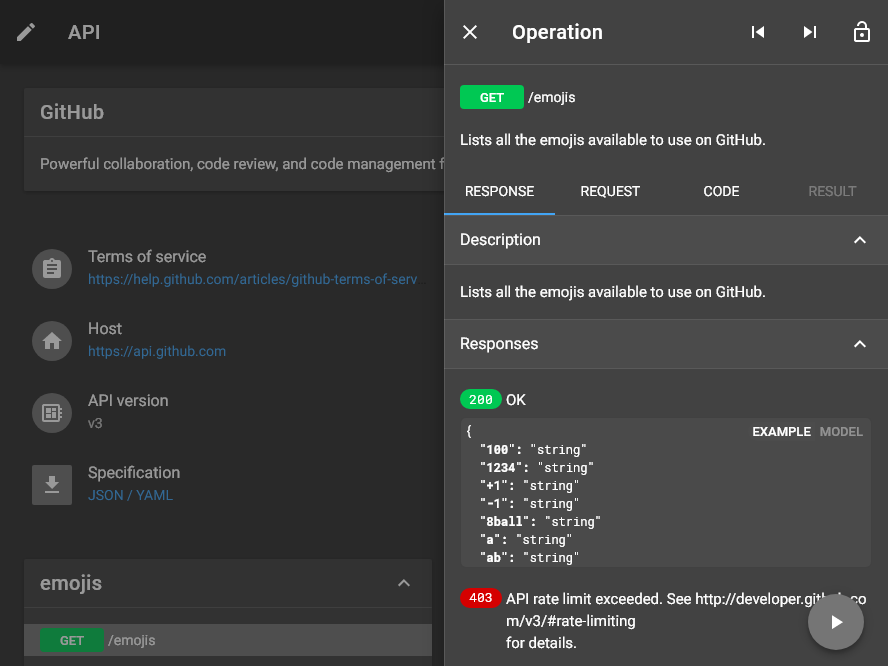 API
GitHub
Powerful collaboration, code review, and code management f
Terms of service
https://help.github.com/articles/github-terms-of-serv
Host
https://api.github.com
API version
v3
Specification
JSON / YAML
emojis
GET /emojis
Operation
GET /emojis
Lists all the emojis available to use on GitHub.
RESPONSE REQUEST CODE RESULT
Description
Lists all the emojis available to use on GitHub.
Responses
200 OK
EXAMPLE MODEL
{
"100": "string"
"1234": "string"
"+1": "string"
"-1": "string"
"8ball": "string"
"a": "string"
"ab": "string"
403 API rate limit exceeded. See http://developer.github.co
m/v3/#rate-limiting
for details.